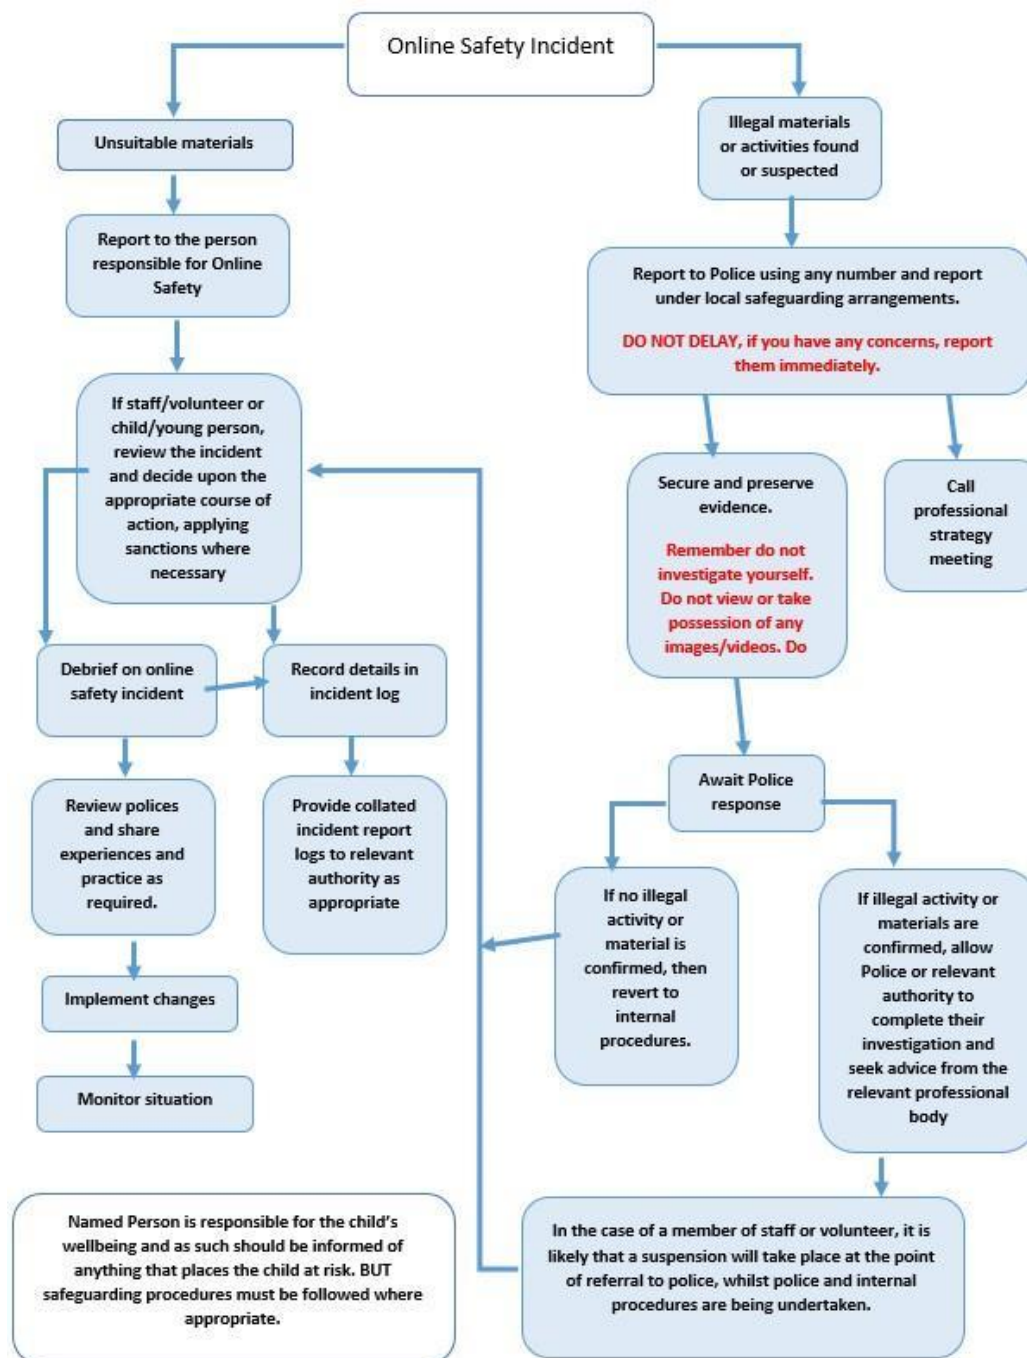 Online Safety Incident
Unsuitable materials
Report to the person
responsible for Online
Safety
If staff/volunteer or
child/young person,
review the incident
and decide upon the
appropriate course of
action, applying
sanctions where
necessary
Debrief on online
safety incident
Record details in
incident log
Review polices
and share
experiences and
practice as
required.
Provide collated
incident report
logs to relevant
authority as
appropriate
Implement changes
Monitor situation
Illegal materials
or activities found
or suspected
Report to Police using any number and report
under local safeguarding arrangements.
DO NOT DELAY, if you have any concerns, report
them immediately.
Secure and preserve
evidence.
Remember do not
investigate yourself.
Do not view or take
possession of any
images/videos. Do
Call
professional
strategy
meeting
Await Police
response
If no illegal
activity or
material is
confirmed, then
revert to
internal
procedures.
If illegal activity or
materials are
confirmed, allow
Police or relevant
authority to
complete their
investigation and
seek advice from the
relevant professional
body
In the case of a member of staff or volunteer, it is
likely that a suspension will take place at the point
of referral to police, whilst police and internal
procedures are being undertaken.
Named Person is responsible for the child's
wellbeing and as such should be informed of
anything that places the child at risk. BUT
safeguarding procedures must be followed where
appropriate.